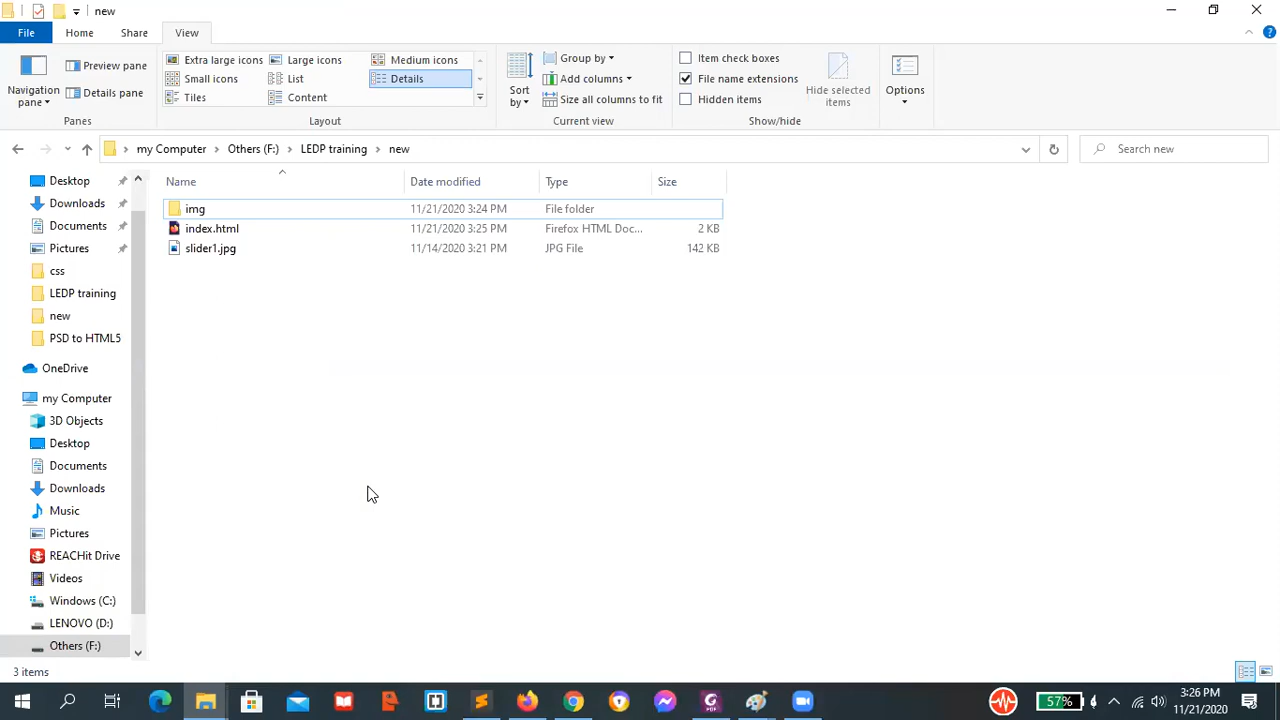 new
File Home Share View
Navigation pane
Preview pane
Details pane
Panes
Extra large icons Large icons Medium icons
Small icons List Details
Tiles Content
Layout
Sort by
Group by
Add columns
Size all columns to fit
Current view
Item check boxes
File name extensions
Hidden items
Hide selected items
Show/hide
Options
my Computer Others (F:) LEDP training new
Search new
Name Date modified Type Size
img 11/21/2020 3:24 PM File folder
index.html 11/21/2020 3:25 PM Firefox HTML Doc... 2 KB
slider1.jpg 11/14/2020 3:21 PM JPG File 142 KB
Desktop
Downloads
Documents
Pictures
css
LEDP training
new
PSD to HTML5
OneDrive
my Computer
3D Objects
Desktop
Documents
Downloads
Music
Pictures
REACHit Drive
Videos
Windows (C:)
LENOVO (D:)
Others (F:)
3 items
57%
3:26 PM
11/21/2020